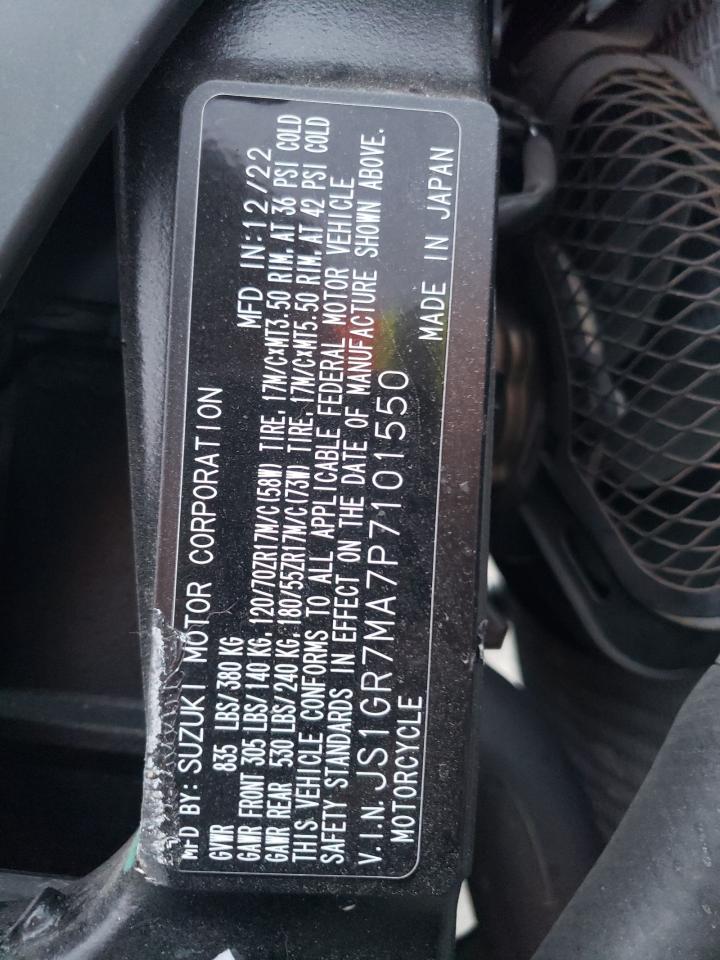 MFD BY: SUZUKI MOTOR CORPORATION
GVWR 835 LBS/380 KG MFD IN:12/22
GAWR FRONT 305 LBS/140 KG, 120/70ZR17M/C(58W) TIRE, 17M/CxMT3.50 RIM, AT 36 PSI COLD
GAWR REAR 530 LBS/240 KG, 180/55ZR17M/C(73W) TIRE, 17M/CxMT5.50 RIM, AT 42 PSI COLD
THIS VEHICLE CONFORMS TO ALL APPLICABLE FEDERAL MOTOR VEHICLE
SAFETY STANDARDS IN EFFECT ON THE DATE OF MANUFACTURE SHOWN ABOVE.
V.I.N. JS1GR7MA7P7101550
MOTORCYCLE MADE IN JAPAN